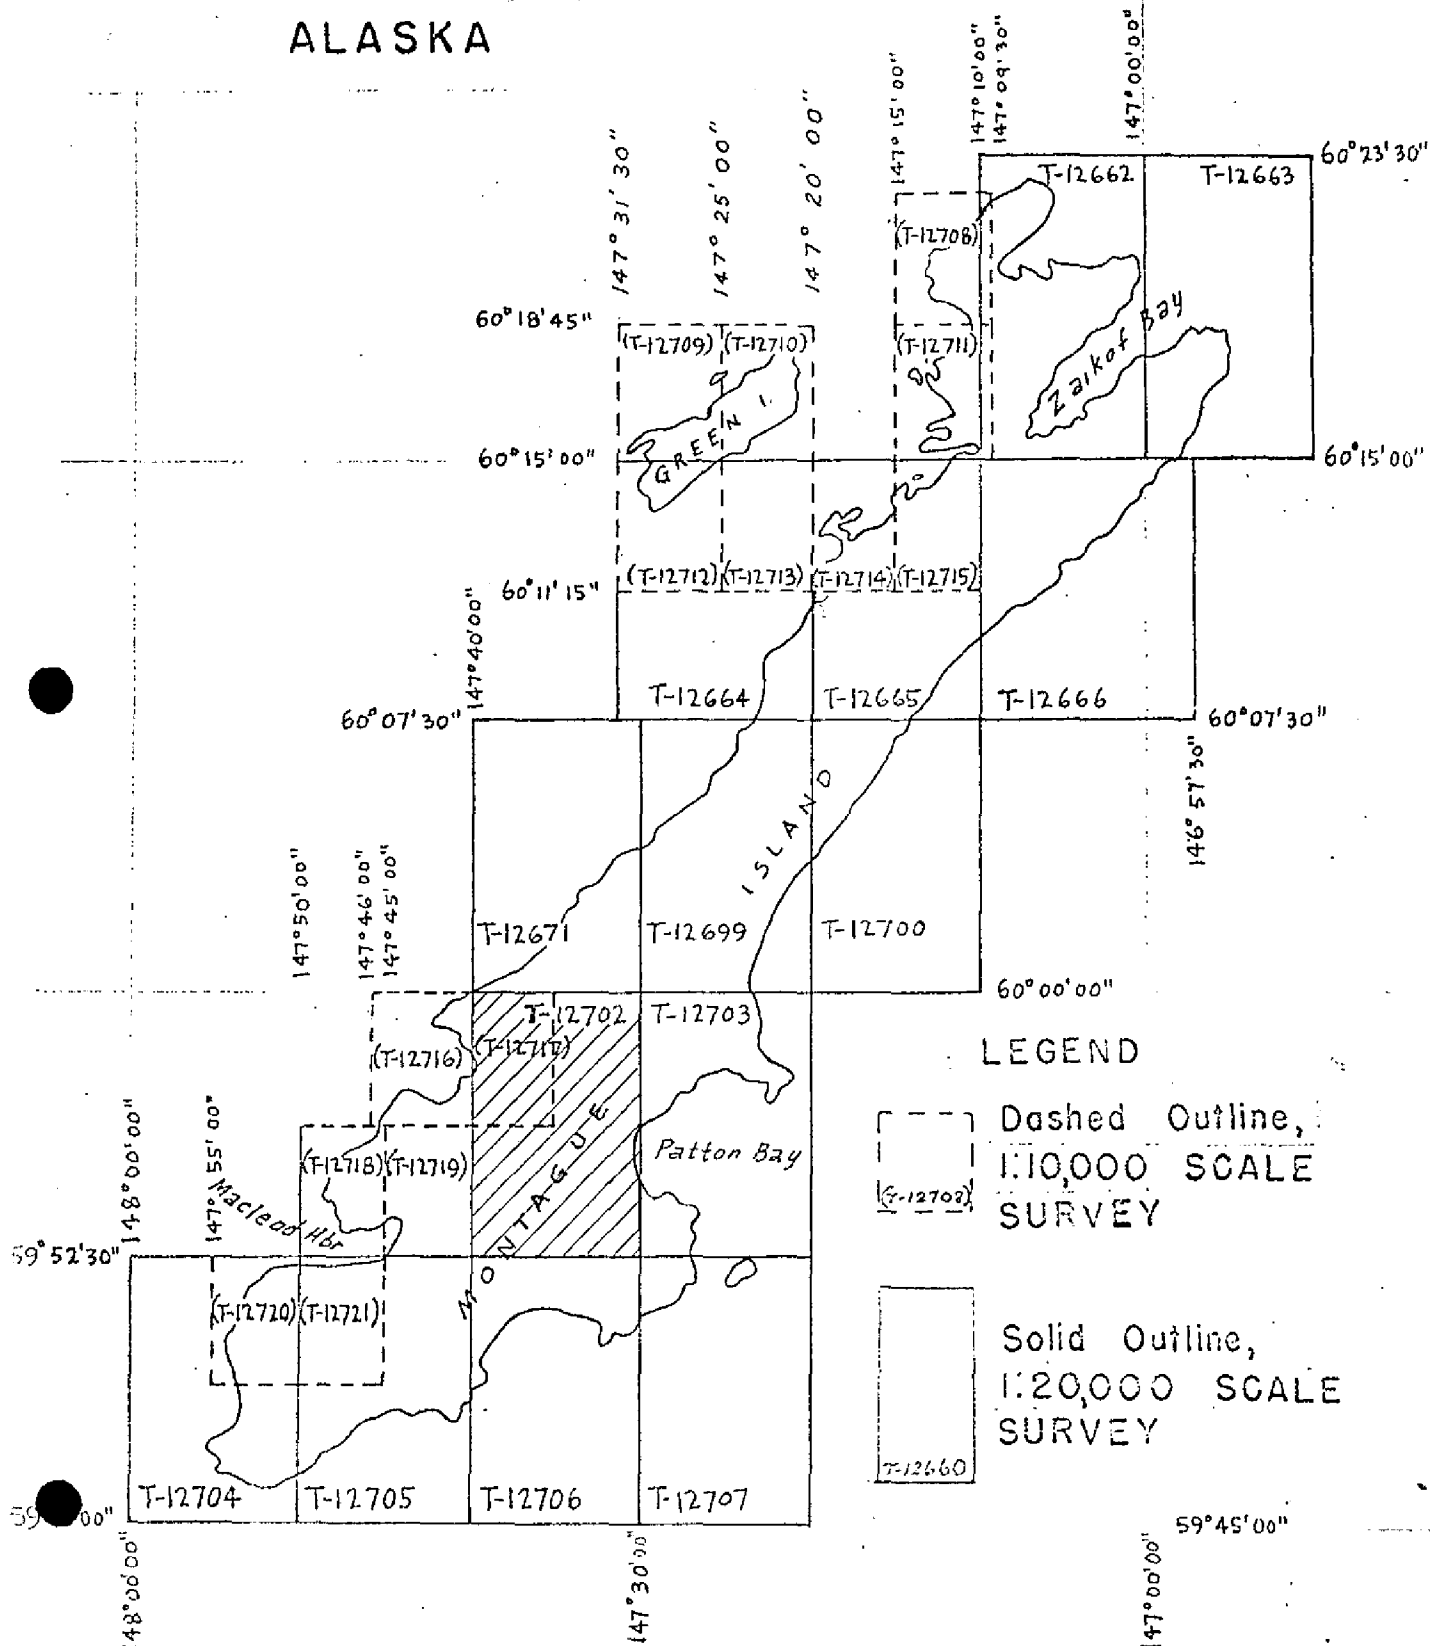 ALASKA
147°31'30"
147°25'00"
147°20'00"
147°15'00"
147°10'00"
147°09'30"
147°00'00"
60°23'30"
T-12662
T-12663
(T-12708)
60°18'45"
(T-12709)
(T-12710)
(T-12711)
Zaikof Bay
GREEN I.
60°15'00"
60°15'00"
(T-12712)
(T-12713)
(T-12714)
(T-12715)
60°11'15"
147°40'00"
T-12664
T-12665
T-12666
60°07'30"
60°07'30"
146°57'30"
147°50'00"
147°46'00"
147°45'00"
T-12671
T-12699
T-12700
60°00'00"
T-12702
T-12703
(T-12716)
(T-12717)
MONTAGUE ISLAND
Patton Bay
148°00'00"
147°55'00"
(T-12718)
(T-12719)
Macleod Hbr
59°52'30"
(T-12720)
(T-12721)
T-12704
T-12705
T-12706
T-12707
59°45'00"
148°00'00"
147°30'00"
147°00'00"
LEGEND
Dashed Outline,
1:10,000 SCALE
SURVEY
(T-12708)
Solid Outline,
1:20,000 SCALE
SURVEY
T-12660